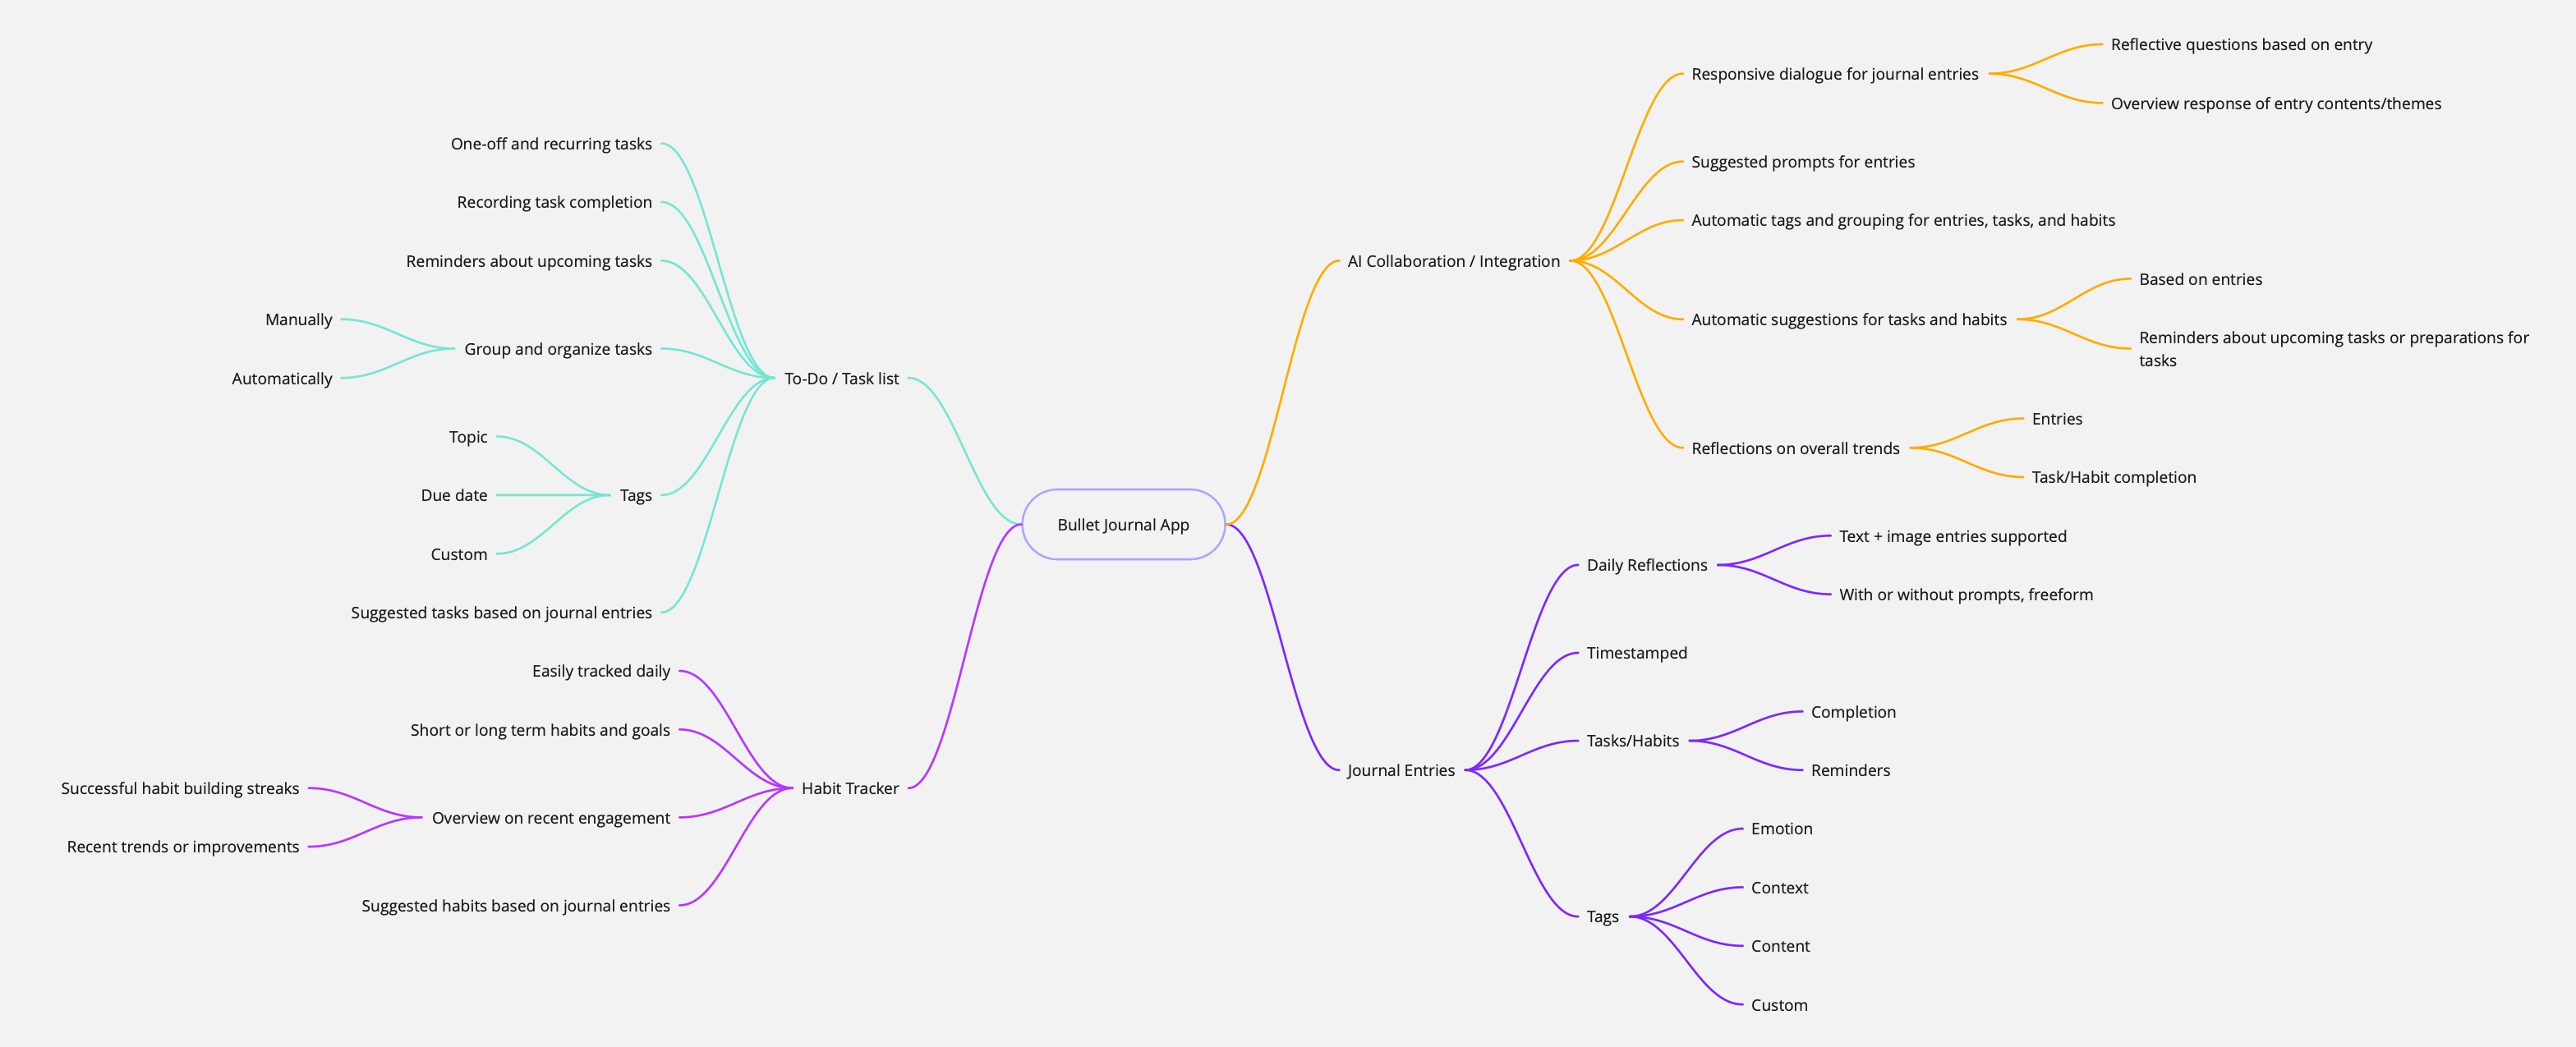 Bullet Journal App
To-Do / Task list
One-off and recurring tasks
Recording task completion
Reminders about upcoming tasks
Group and organize tasks
Manually
Automatically
Tags
Topic
Due date
Custom
Suggested tasks based on journal entries
Habit Tracker
Easily tracked daily
Short or long term habits and goals
Overview on recent engagement
Successful habit building streaks
Recent trends or improvements
Suggested habits based on journal entries
AI Collaboration / Integration
Responsive dialogue for journal entries
Reflective questions based on entry
Overview response of entry contents/themes
Suggested prompts for entries
Automatic tags and grouping for entries, tasks, and habits
Automatic suggestions for tasks and habits
Based on entries
Reminders about upcoming tasks or preparations for
tasks
Reflections on overall trends
Entries
Task/Habit completion
Journal Entries
Daily Reflections
Text + image entries supported
With or without prompts, freeform
Timestamped
Tasks/Habits
Completion
Reminders
Tags
Emotion
Context
Content
Custom